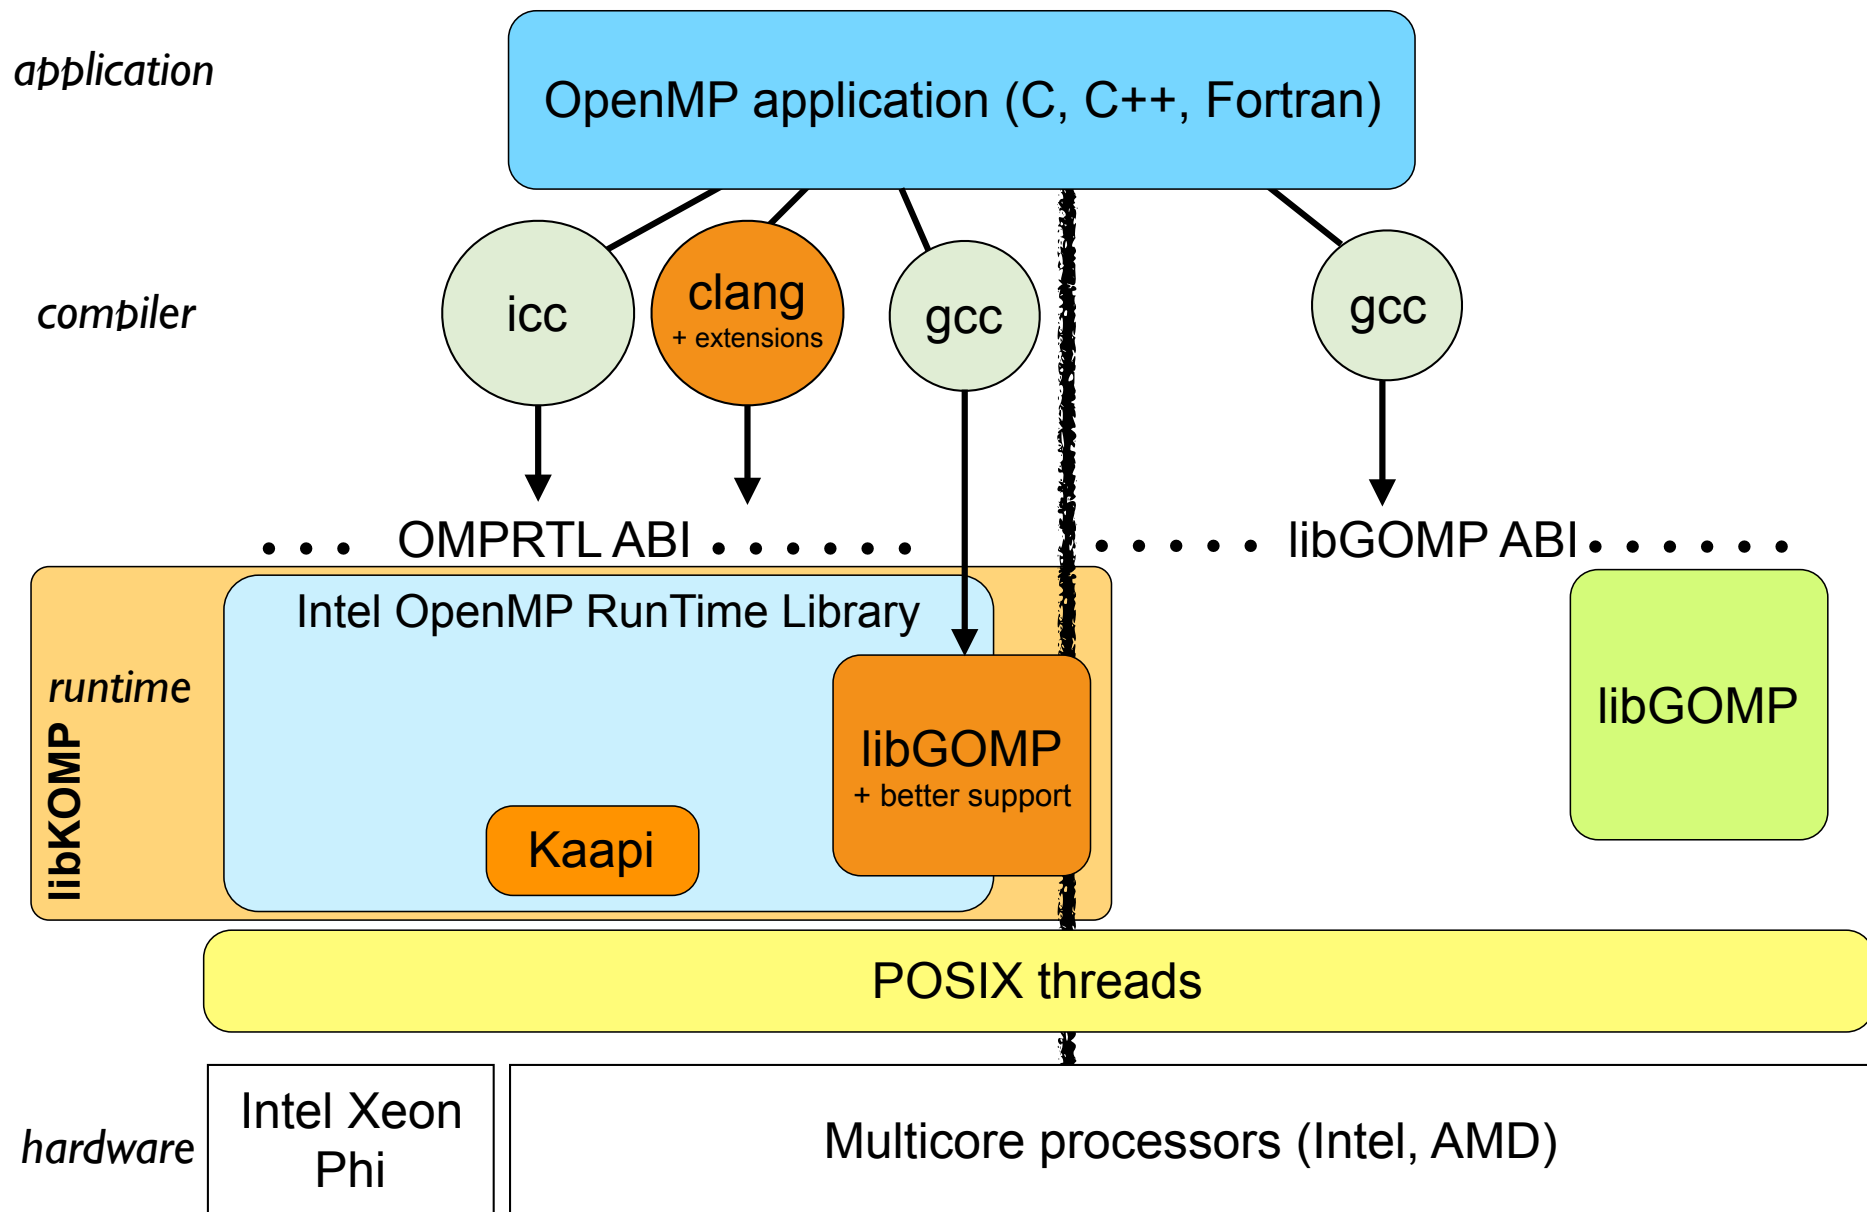 application
OpenMP application (C, C++, Fortran)
compiler
icc
clang
+ extensions
gcc
gcc
OMPRTL ABI
libGOMP ABI
Intel OpenMP RunTime Library
runtime
libKOMP
libGOMP
+ better support
Kaapi
libGOMP
POSIX threads
hardware
Intel Xeon
Phi
Multicore processors (Intel, AMD)